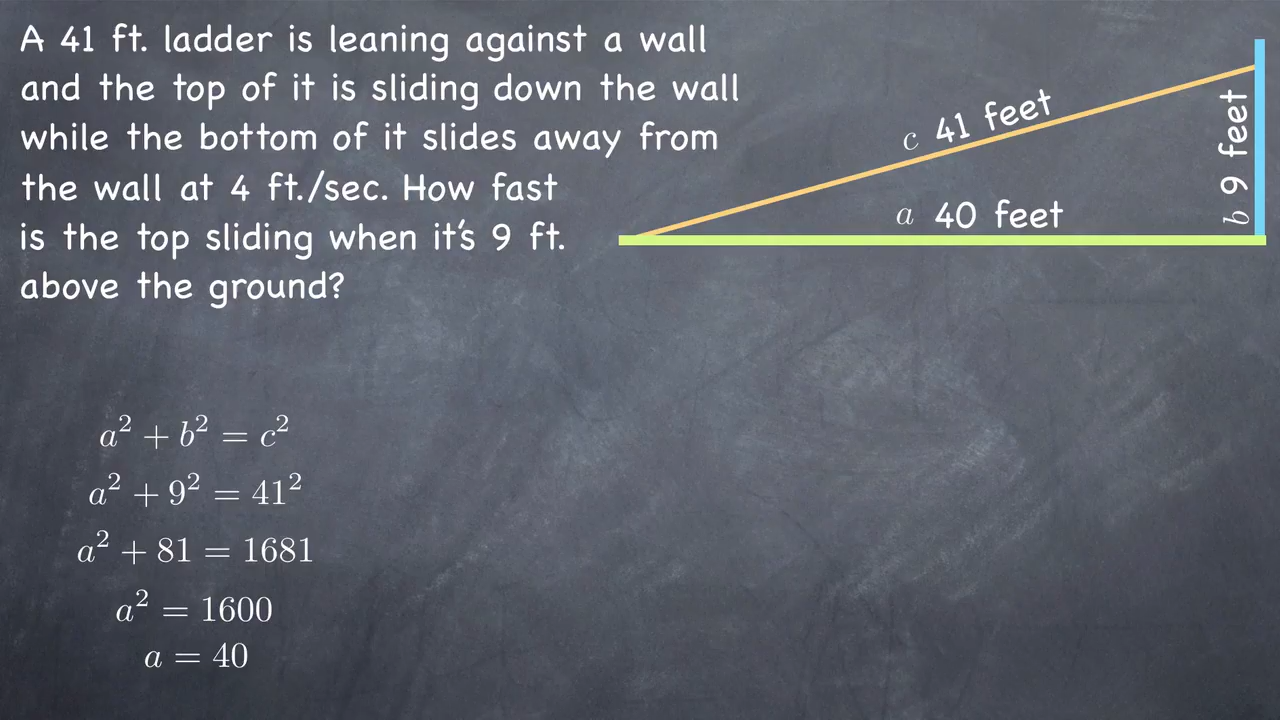 A 41 ft. ladder is leaning against a wall
and the top of it is sliding down the wall
while the bottom of it slides away from
the wall at 4 ft./sec. How fast
is the top sliding when it's 9 ft.
above the ground?
c 41 feet
a 40 feet
b 9 feet
a² + b² = c²
a² + 9² = 41²
a² + 81 = 1681
a² = 1600
a = 40